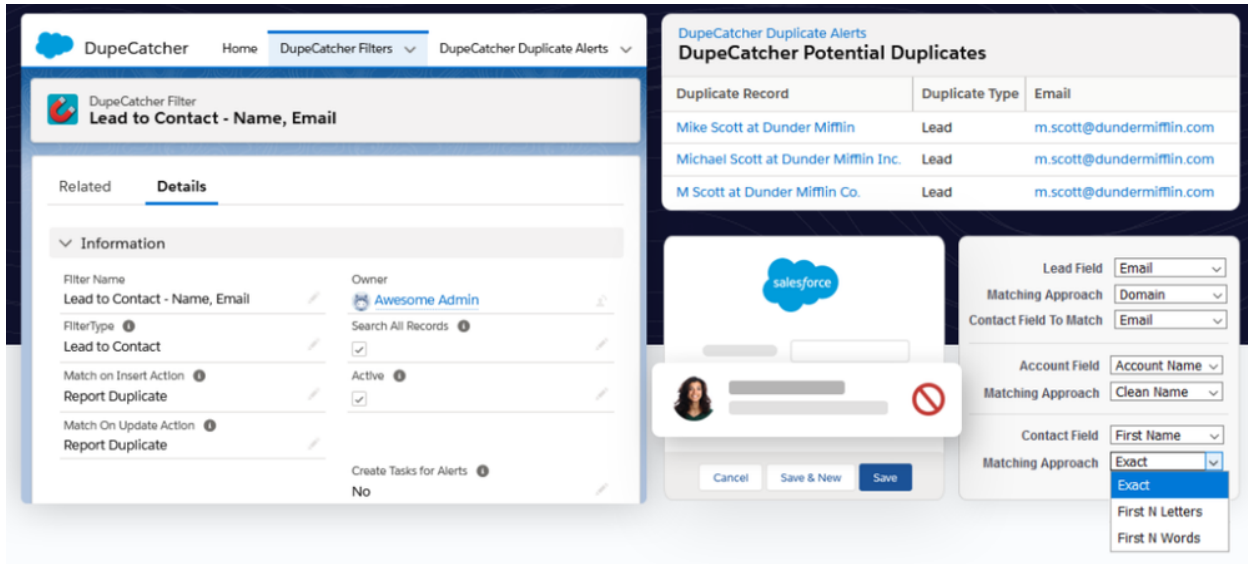 DupeCatcher Home DupeCatcher Filters DupeCatcher Duplicate Alerts
DupeCatcher Filter
Lead to Contact - Name, Email
Related Details
Information
Filter Name
Lead to Contact - Name, Email
Owner
Awesome Admin
FilterType
Lead to Contact
Search All Records
Match on Insert Action
Report Duplicate
Active
Match On Update Action
Report Duplicate
Create Tasks for Alerts
No
DupeCatcher Duplicate Alerts
DupeCatcher Potential Duplicates
Duplicate Record Duplicate Type Email
Mike Scott at Dunder Mifflin Lead m.scott@dundermifflin.com
Michael Scott at Dunder Mifflin Inc. Lead m.scott@dundermifflin.com
M Scott at Dunder Mifflin Co. Lead m.scott@dundermifflin.com
salesforce
Cancel Save & New Save
Lead Field Email
Matching Approach Domain
Contact Field To Match Email
Account Field Account Name
Matching Approach Clean Name
Contact Field First Name
Matching Approach Exact
Exact
First N Letters
First N Words